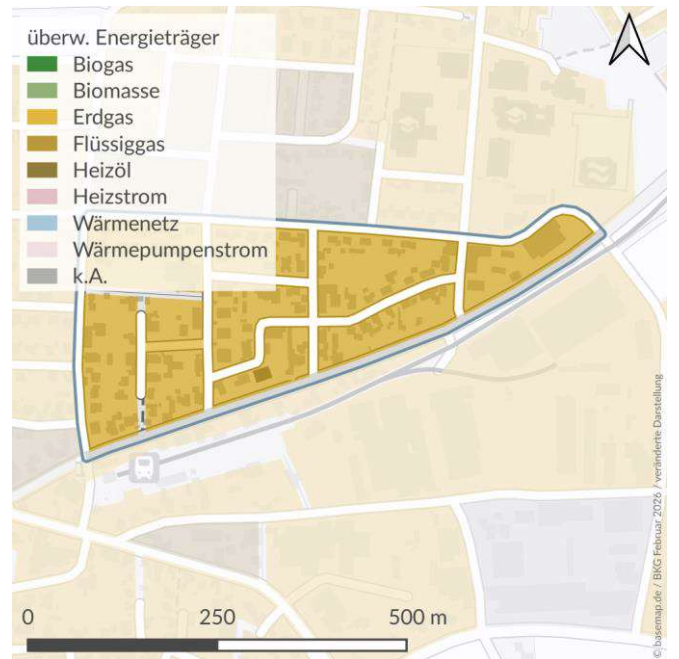 überw. Energieträger
Biogas
Biomasse
Erdgas
Flüssiggas
Heizöl
Heizstrom
Wärmenetz
Wärmepumpenstrom
k.A.
© basemap.de / BKG Februar 2026 / veränderte Darstellung
0 250 500 m